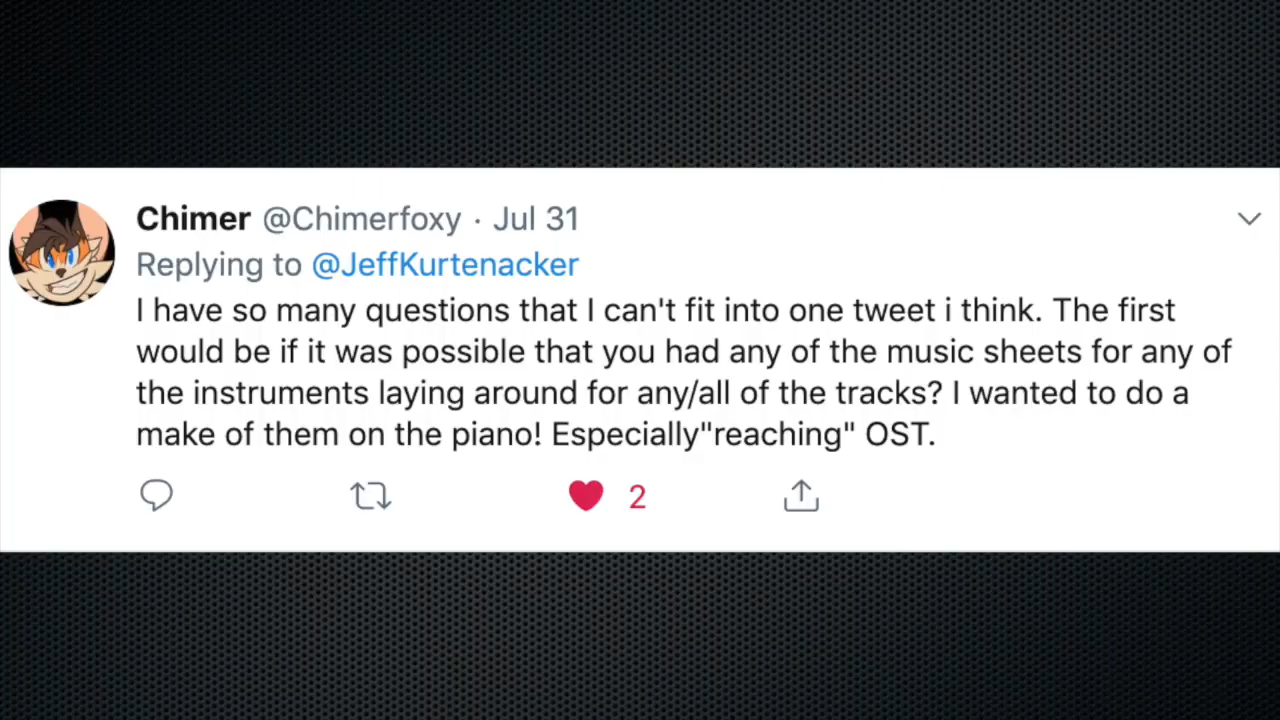 Chimer @Chimerfoxy · Jul 31
Replying to @JeffKurtenacker
I have so many questions that I can't fit into one tweet i think. The first
would be if it was possible that you had any of the music sheets for any of
the instruments laying around for any/all of the tracks? I wanted to do a
make of them on the piano! Especially"reaching" OST.
2